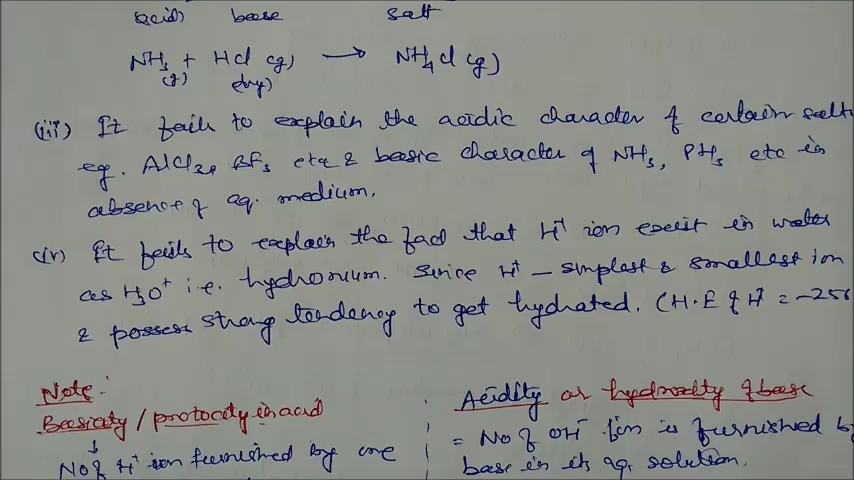 acid base salt
NH3 + HCl (g) → NH4Cl (g)
(g) (dry)
(iii) It fails to explain the acidic character of certain salts
eg. AlCl3, BF3 etc & basic character of NH3, PH3 etc in
absence of aq. medium.
(iv) It fails to explain the fact that H+ ion exist in water
as H3O+ i.e. hydronium. Since H+ – simplest & smallest ion
& possess strong tendency to get hydrated. (H.E of H+ = -256
Note:
Basicity / protocity in acid
Acidity or hydroxity of base
↓
No of H+ ion furnished by one
= No of OH- ion is furnished by
base in its aq. solution.